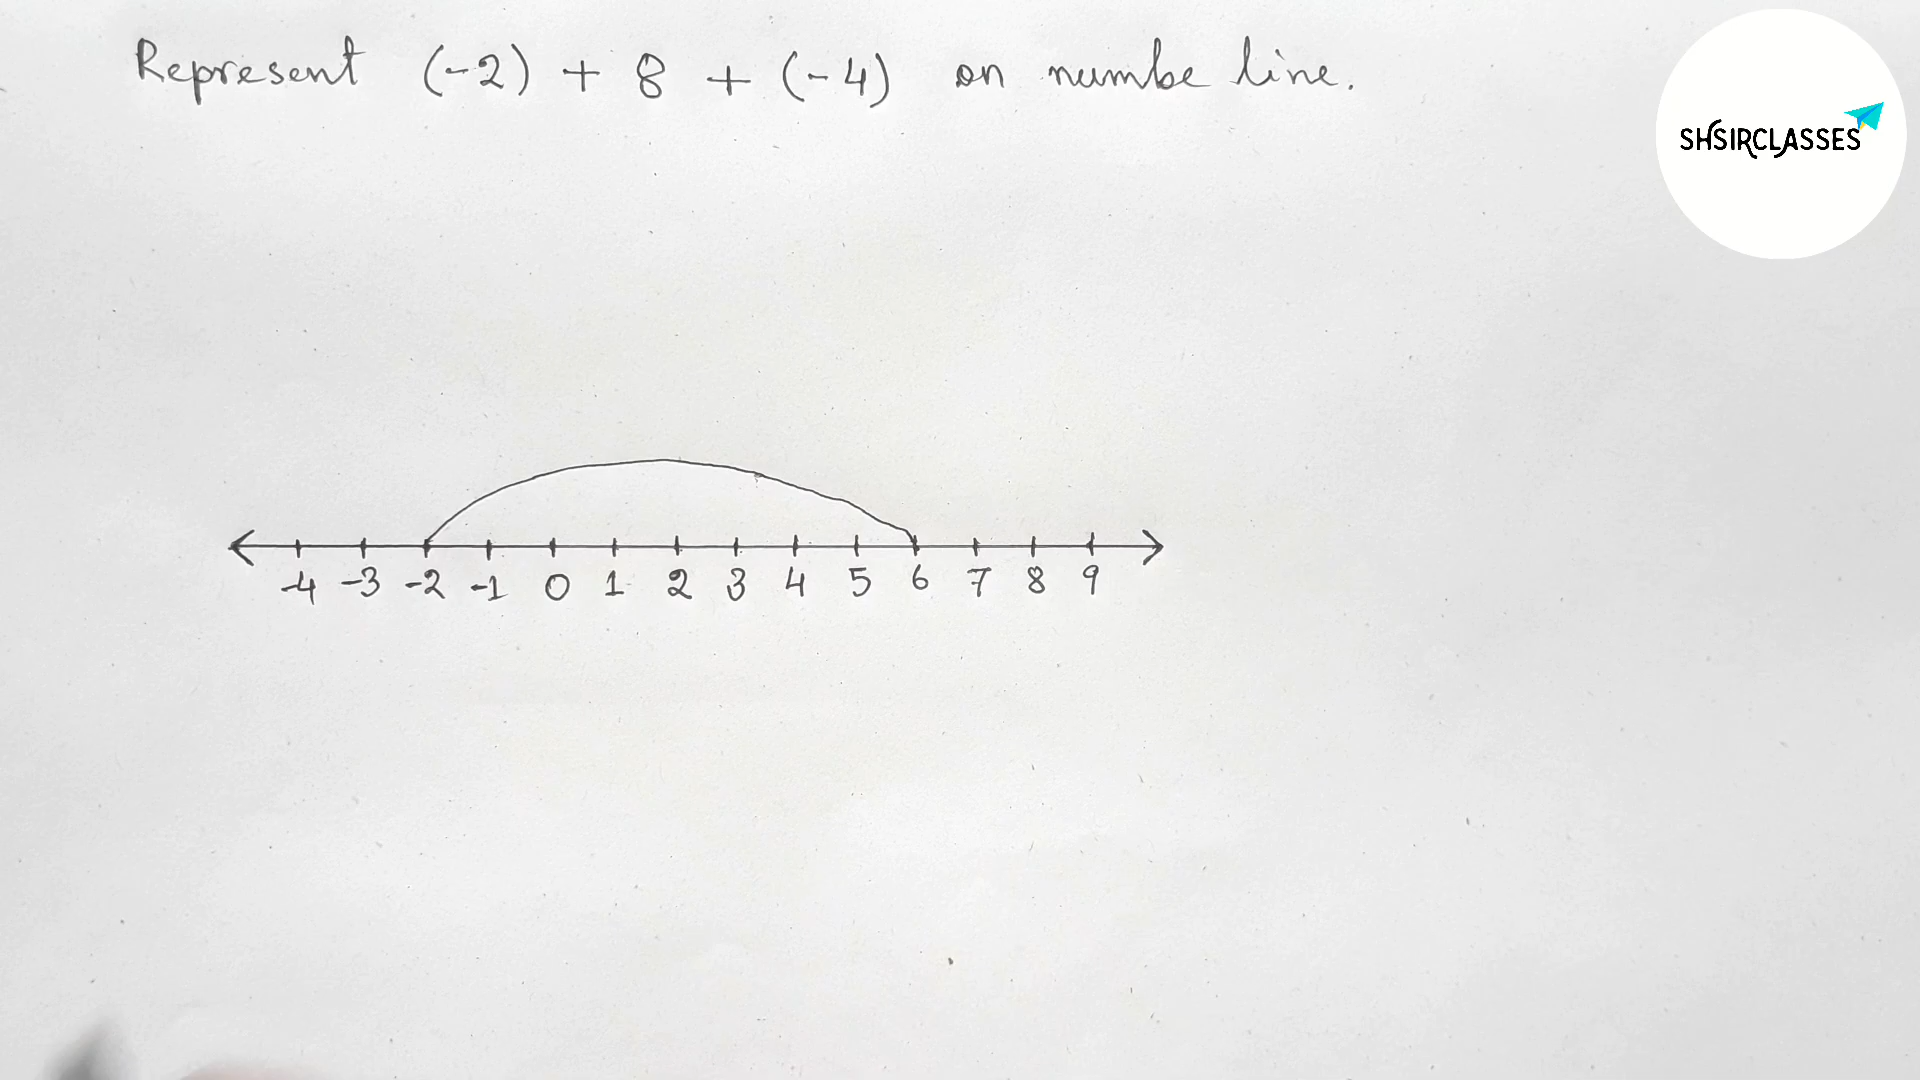 Represent (-2) + 8 + (-4) on numbe line.
SHSIRCLASSES
-4 -3 -2 -1 0 1 2 3 4 5 6 7 8 9